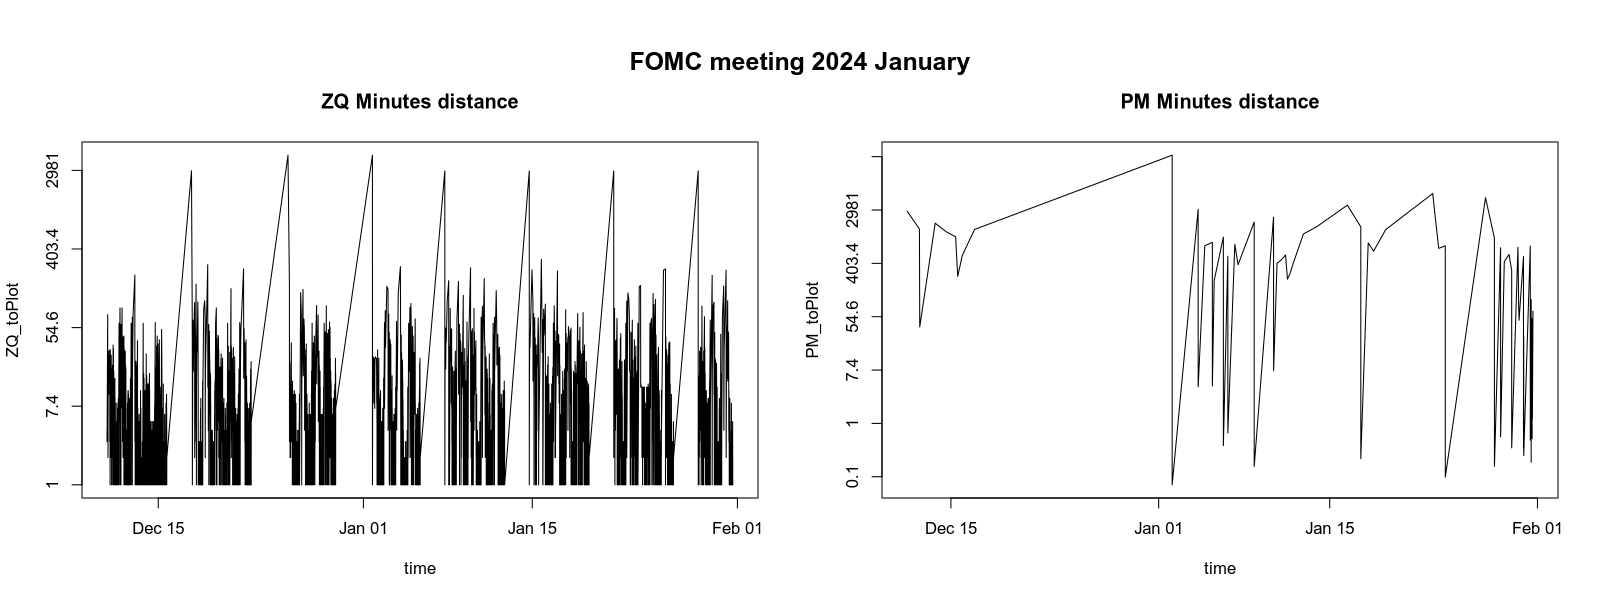 FOMC meeting 2024 January
ZQ Minutes distance
ZQ_toPlot
2981
403.4
54.6
7.4
1
Dec 15
Jan 01
Jan 15
Feb 01
time
PM Minutes distance
PM_toPlot
2981
403.4
54.6
7.4
1
0.1
Dec 15
Jan 01
Jan 15
Feb 01
time